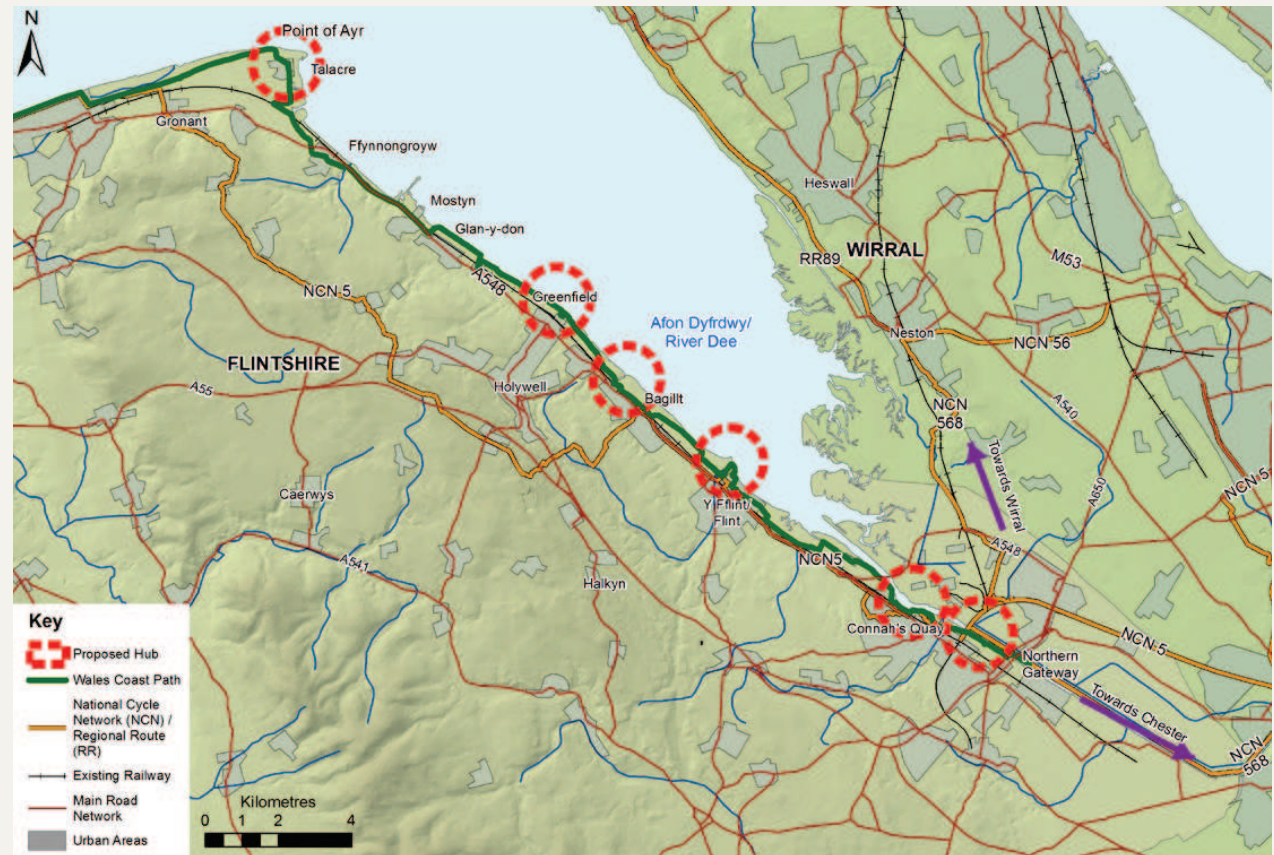 N
Point of Ayr
Talacre
Gronant
Ffynnongroyw
Mostyn
Glan-y-don
A548
Greenfield
NCN 5
FLINTSHIRE
A55
Holywell
Bagillt
Afon Dyfrdwy/
River Dee
Heswall
WIRRAL
RR89
M53
Neston
NCN 56
NCN
568
A540
Towards Wirral
A650
NCN 5
A548
Caerwys
A541
Y Fflint/
Flint
Halkyn
NCN5
Connah's Quay
NCN 5
Northern
Gateway
Towards Chester
NCN
568
Key
Proposed Hub
Wales Coast Path
National Cycle
Network (NCN) /
Regional Route
(RR)
Existing Railway
Main Road
Network
Urban Areas
Kilometres
0 1 2 4